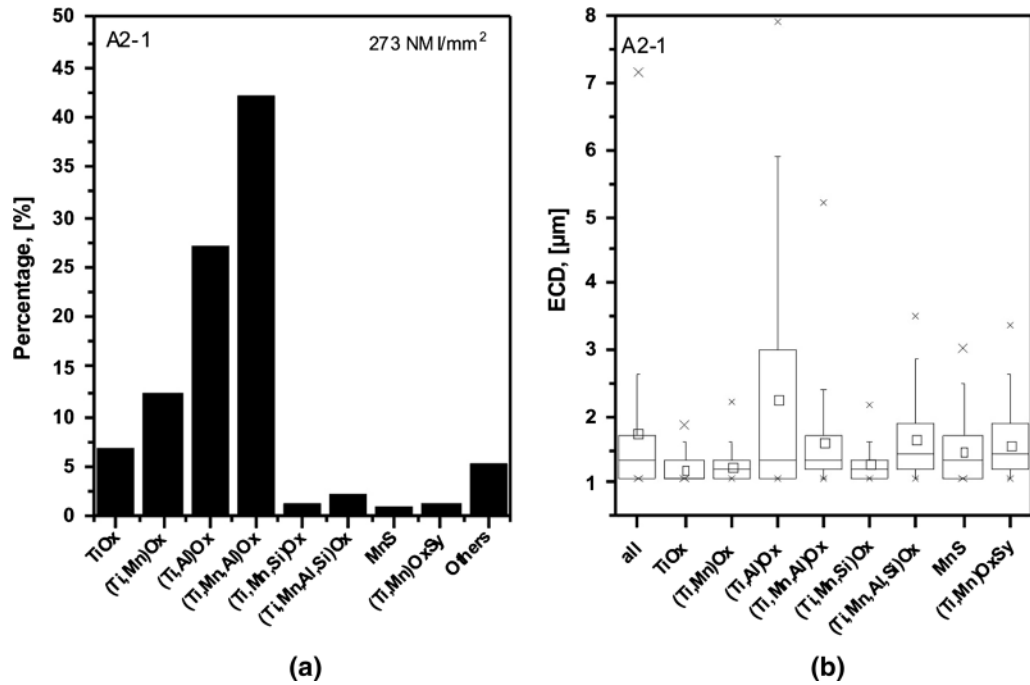 A2-1
273 NMI/mm²
50
45
40
35
30
25
20
15
10
5
0
Percentage, [%]
TiOx
(Ti,Mn)Ox
(Ti,Al)Ox
(Ti,Mn,Al)Ox
(Ti,Mn,Si)Ox
(Ti,Mn,Al,Si)Ox
MnS
(Ti,Mn)OxSy
Others
(a)
A2-1
8
7
6
5
4
3
2
1
ECD, [µm]
all
TiOx
(Ti,Mn)Ox
(Ti,Al)Ox
(Ti,Mn,Al)Ox
(Ti,Mn,Si)Ox
(Ti,Mn,Al,Si)Ox
MnS
(Ti,Mn)OxSy
(b)